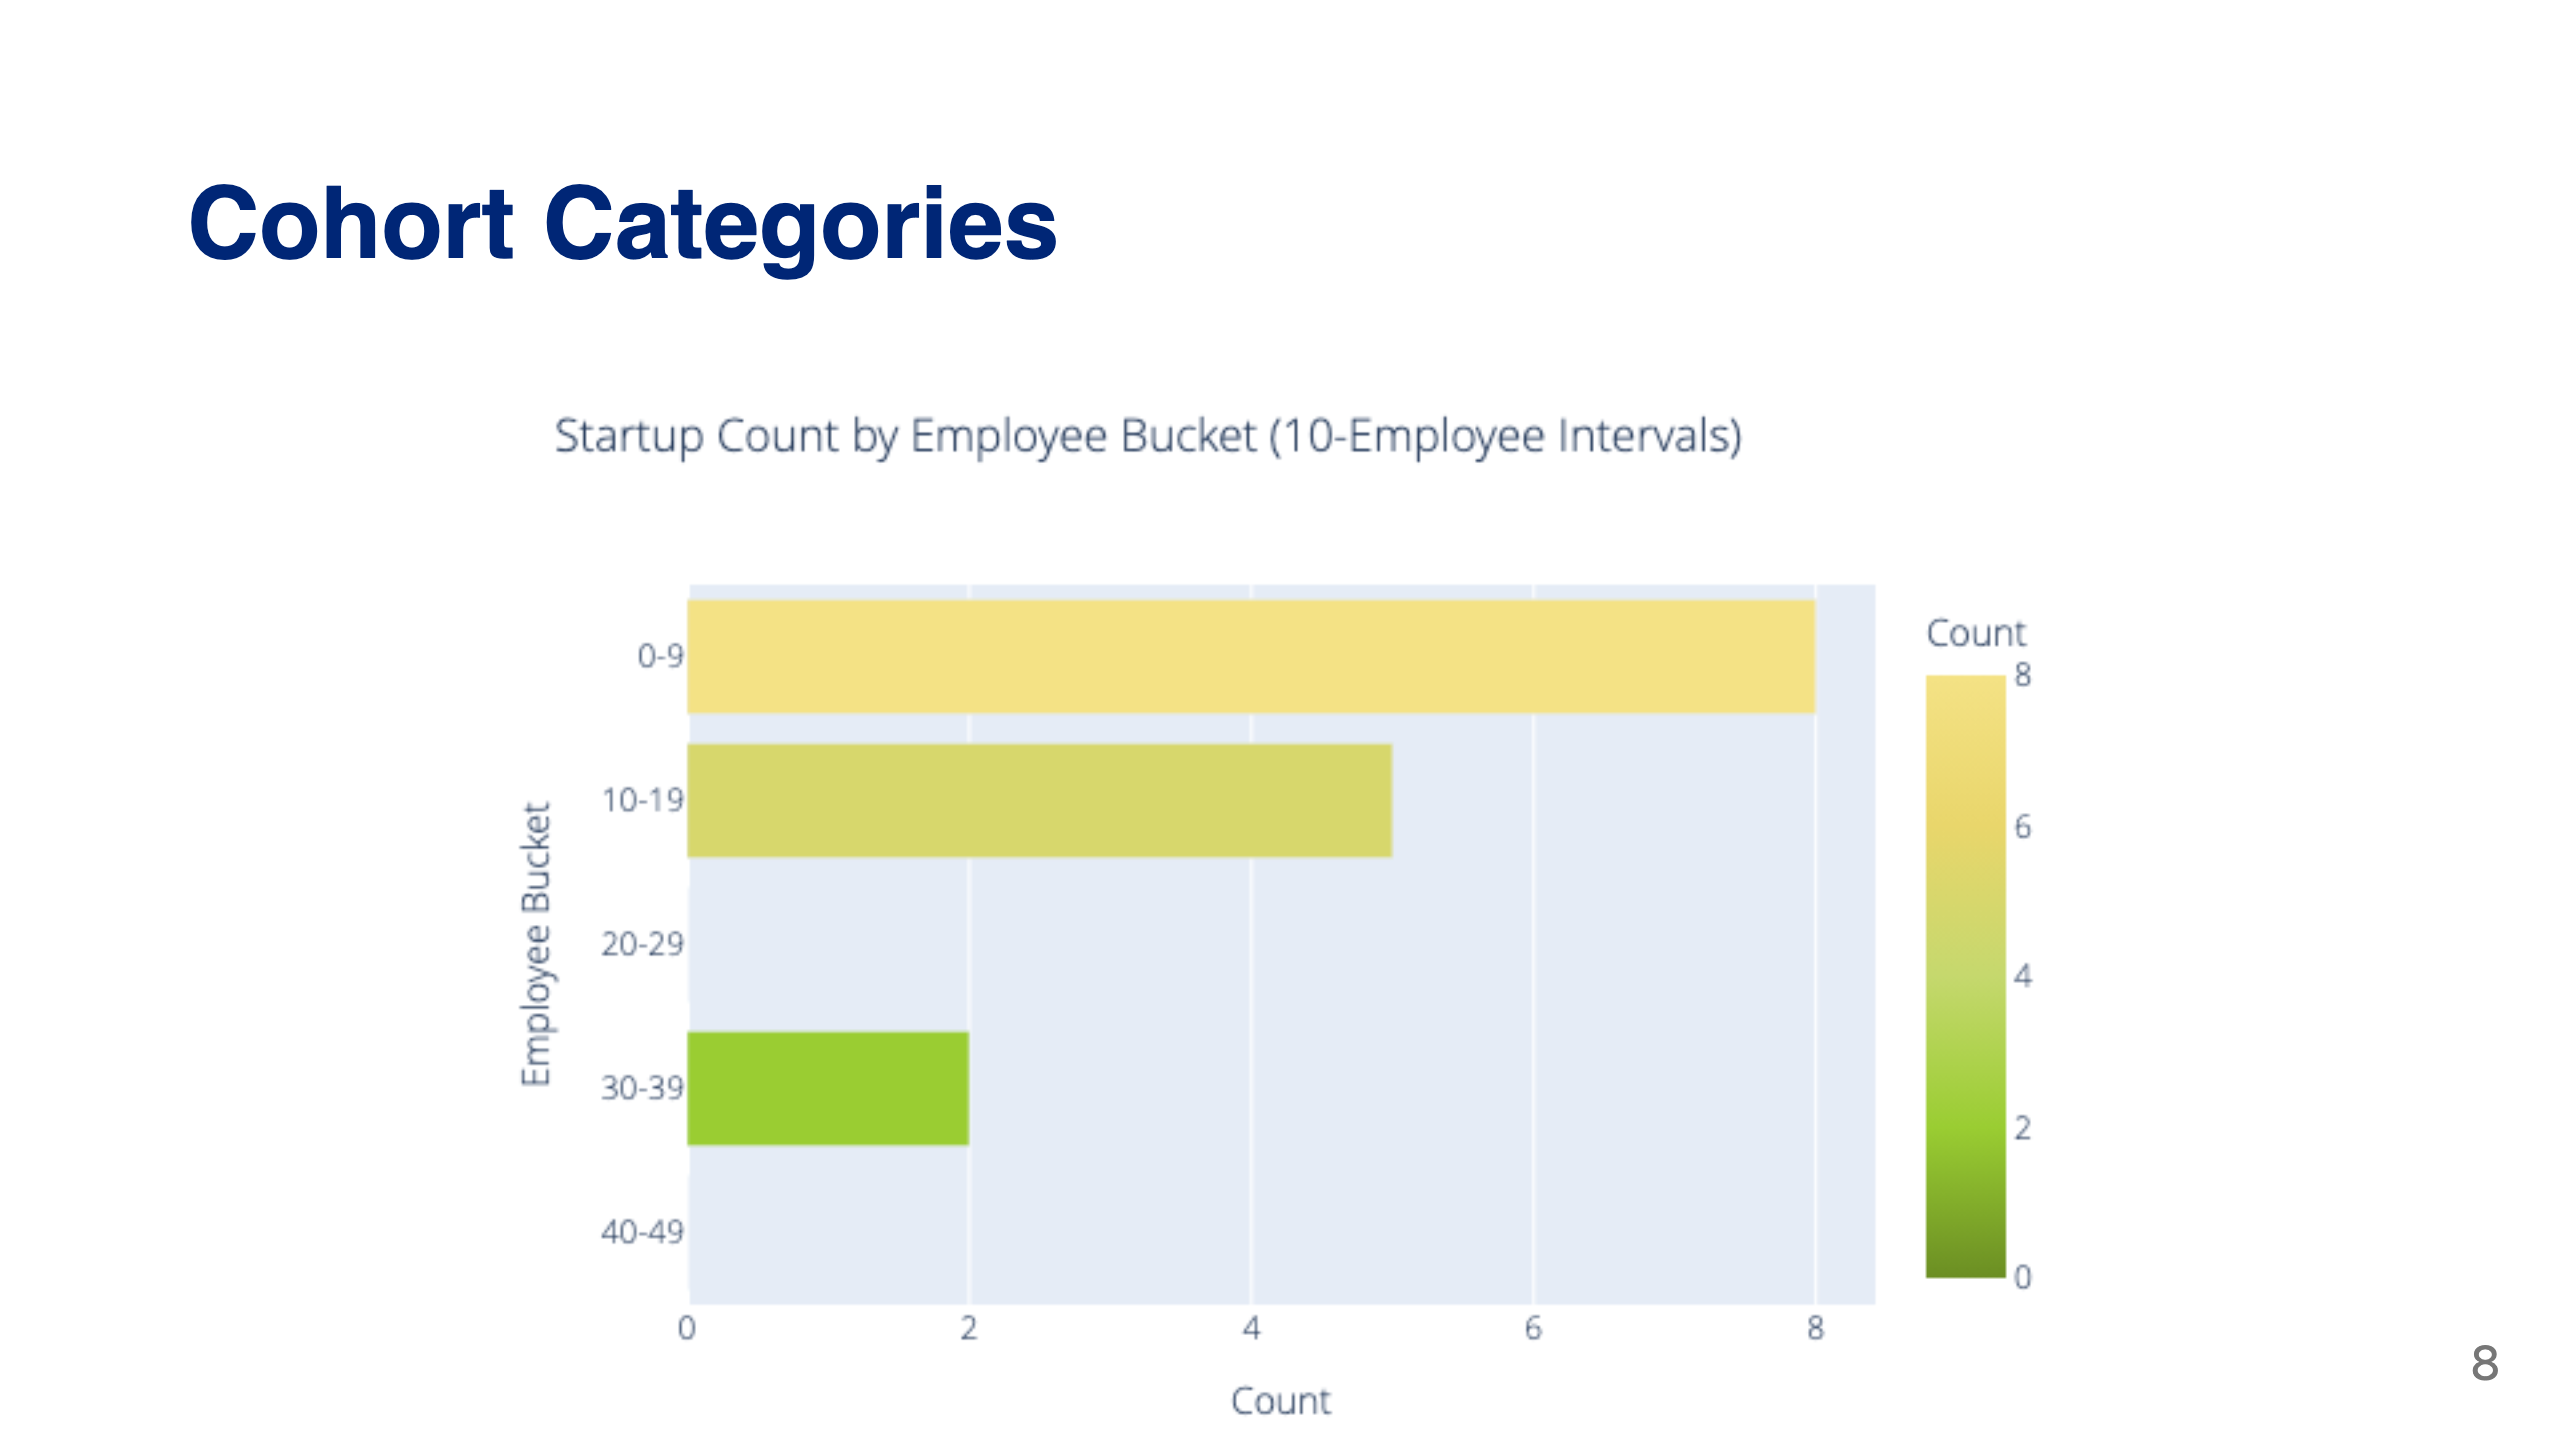 Cohort Categories
Startup Count by Employee Bucket (10-Employee Intervals)
Employee Bucket
0-9
10-19
20-29
30-39
40-49
0 2 4 6 8
Count
Count
8
6
4
2
0
8